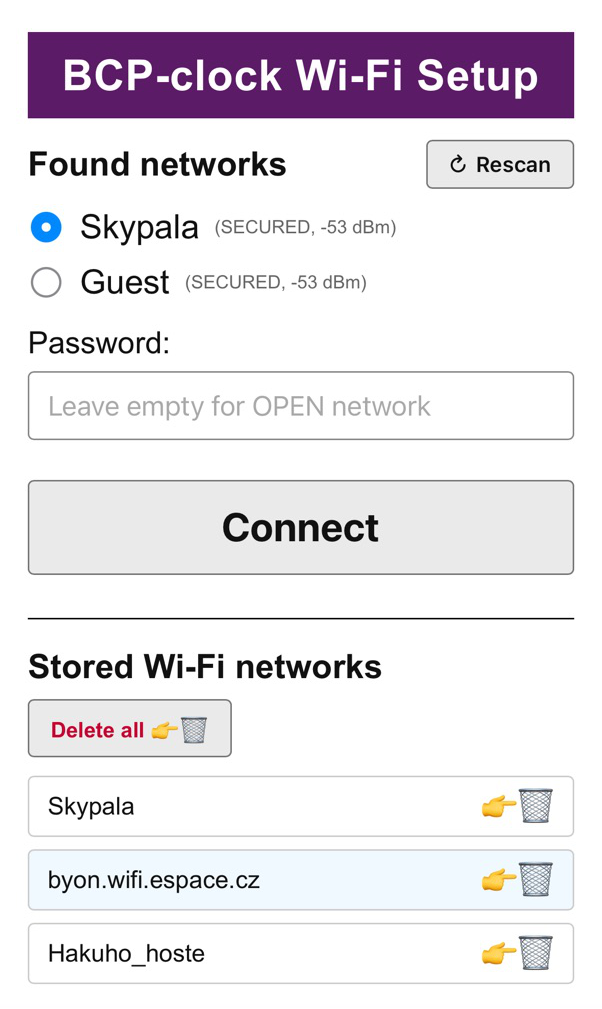 BCP-clock Wi-Fi Setup
Found networks
↻ Rescan
Skypala (SECURED, -53 dBm)
Guest (SECURED, -53 dBm)
Password:
Leave empty for OPEN network
Connect
Stored Wi-Fi networks
Delete all 👉🗑️
Skypala 👉🗑️
byon.wifi.espace.cz 👉🗑️
Hakuho_hoste 👉🗑️